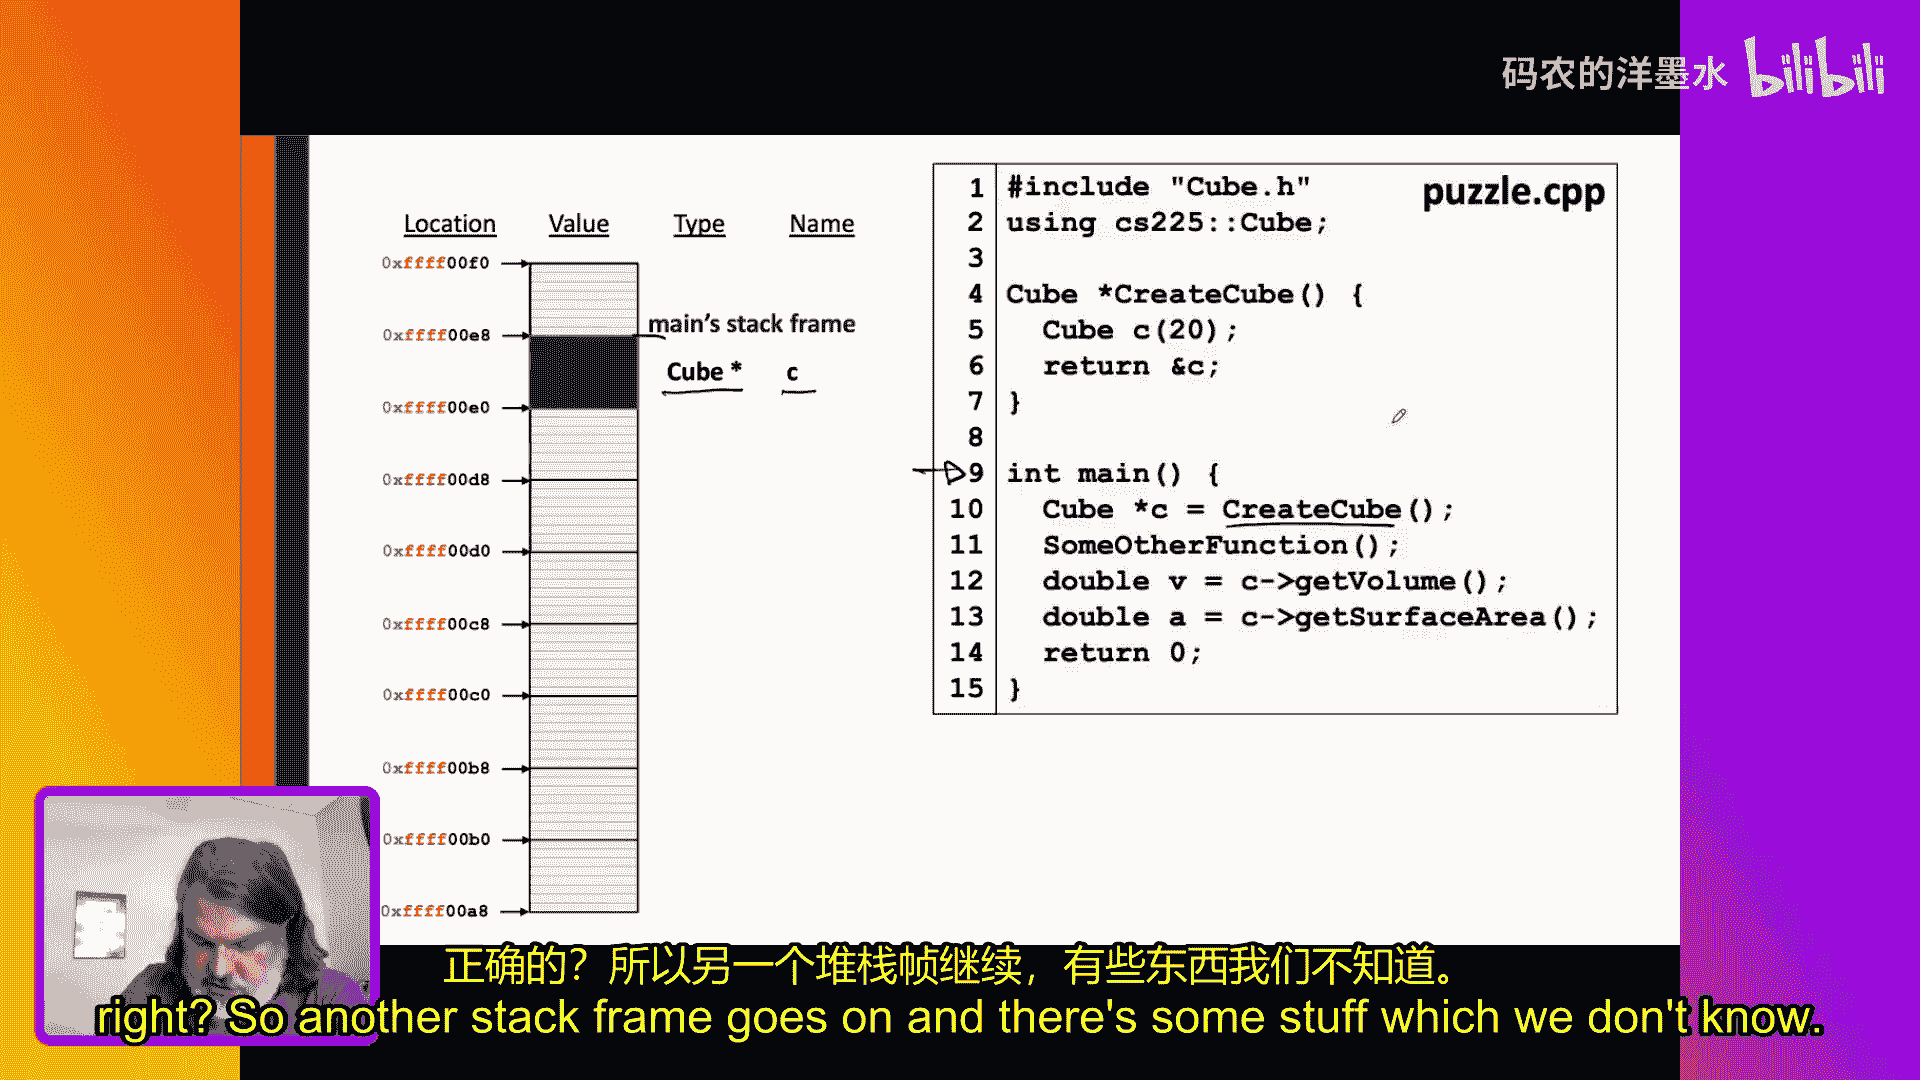 码农的洋墨水 bilibili
Location Value Type Name
0xffff00f0
main's stack frame
0xffff00e8
Cube * c
0xffff00e0
0xffff00d8
0xffff00d0
0xffff00c8
0xffff00c0
0xffff00b8
0xffff00b0
0xffff00a8
puzzle.cpp
1 #include "Cube.h"
2 using cs225::Cube;
3
4 Cube *CreateCube() {
5 Cube c(20);
6 return &c;
7 }
8
9 int main() {
10 Cube *c = CreateCube();
11 SomeOtherFunction();
12 double v = c->getVolume();
13 double a = c->getSurfaceArea();
14 return 0;
15 }
正确的？所以另一个堆栈帧继续，有些东西我们不知道。
right? So another stack frame goes on and there's some stuff which we don't know.